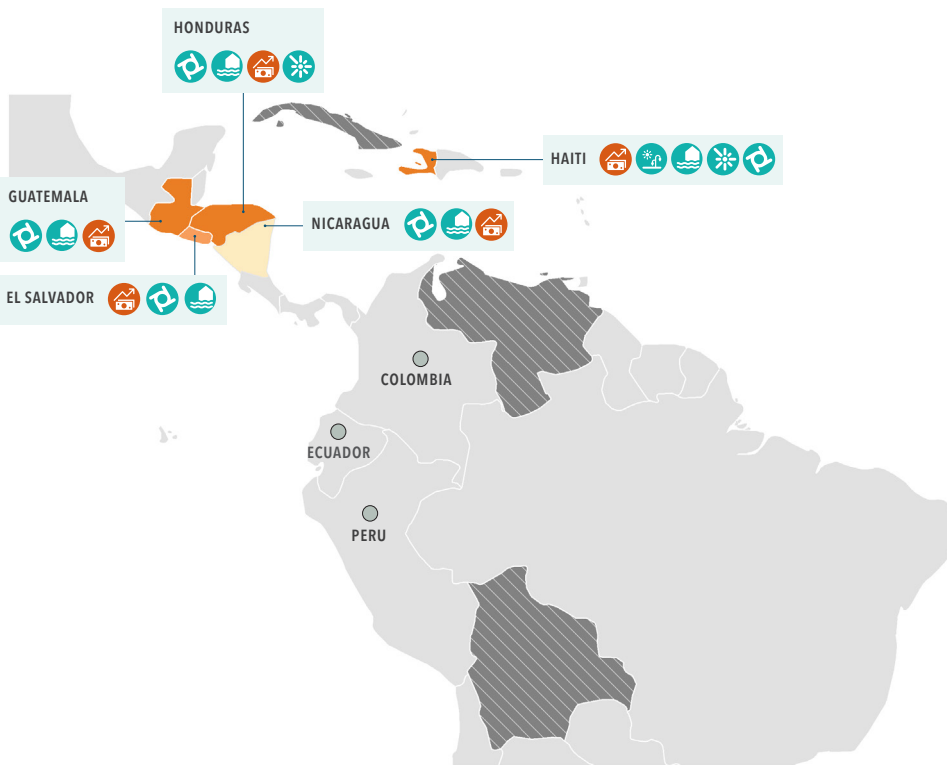 HONDURAS
HAITI
GUATEMALA
NICARAGUA
EL SALVADOR
COLOMBIA
ECUADOR
PERU